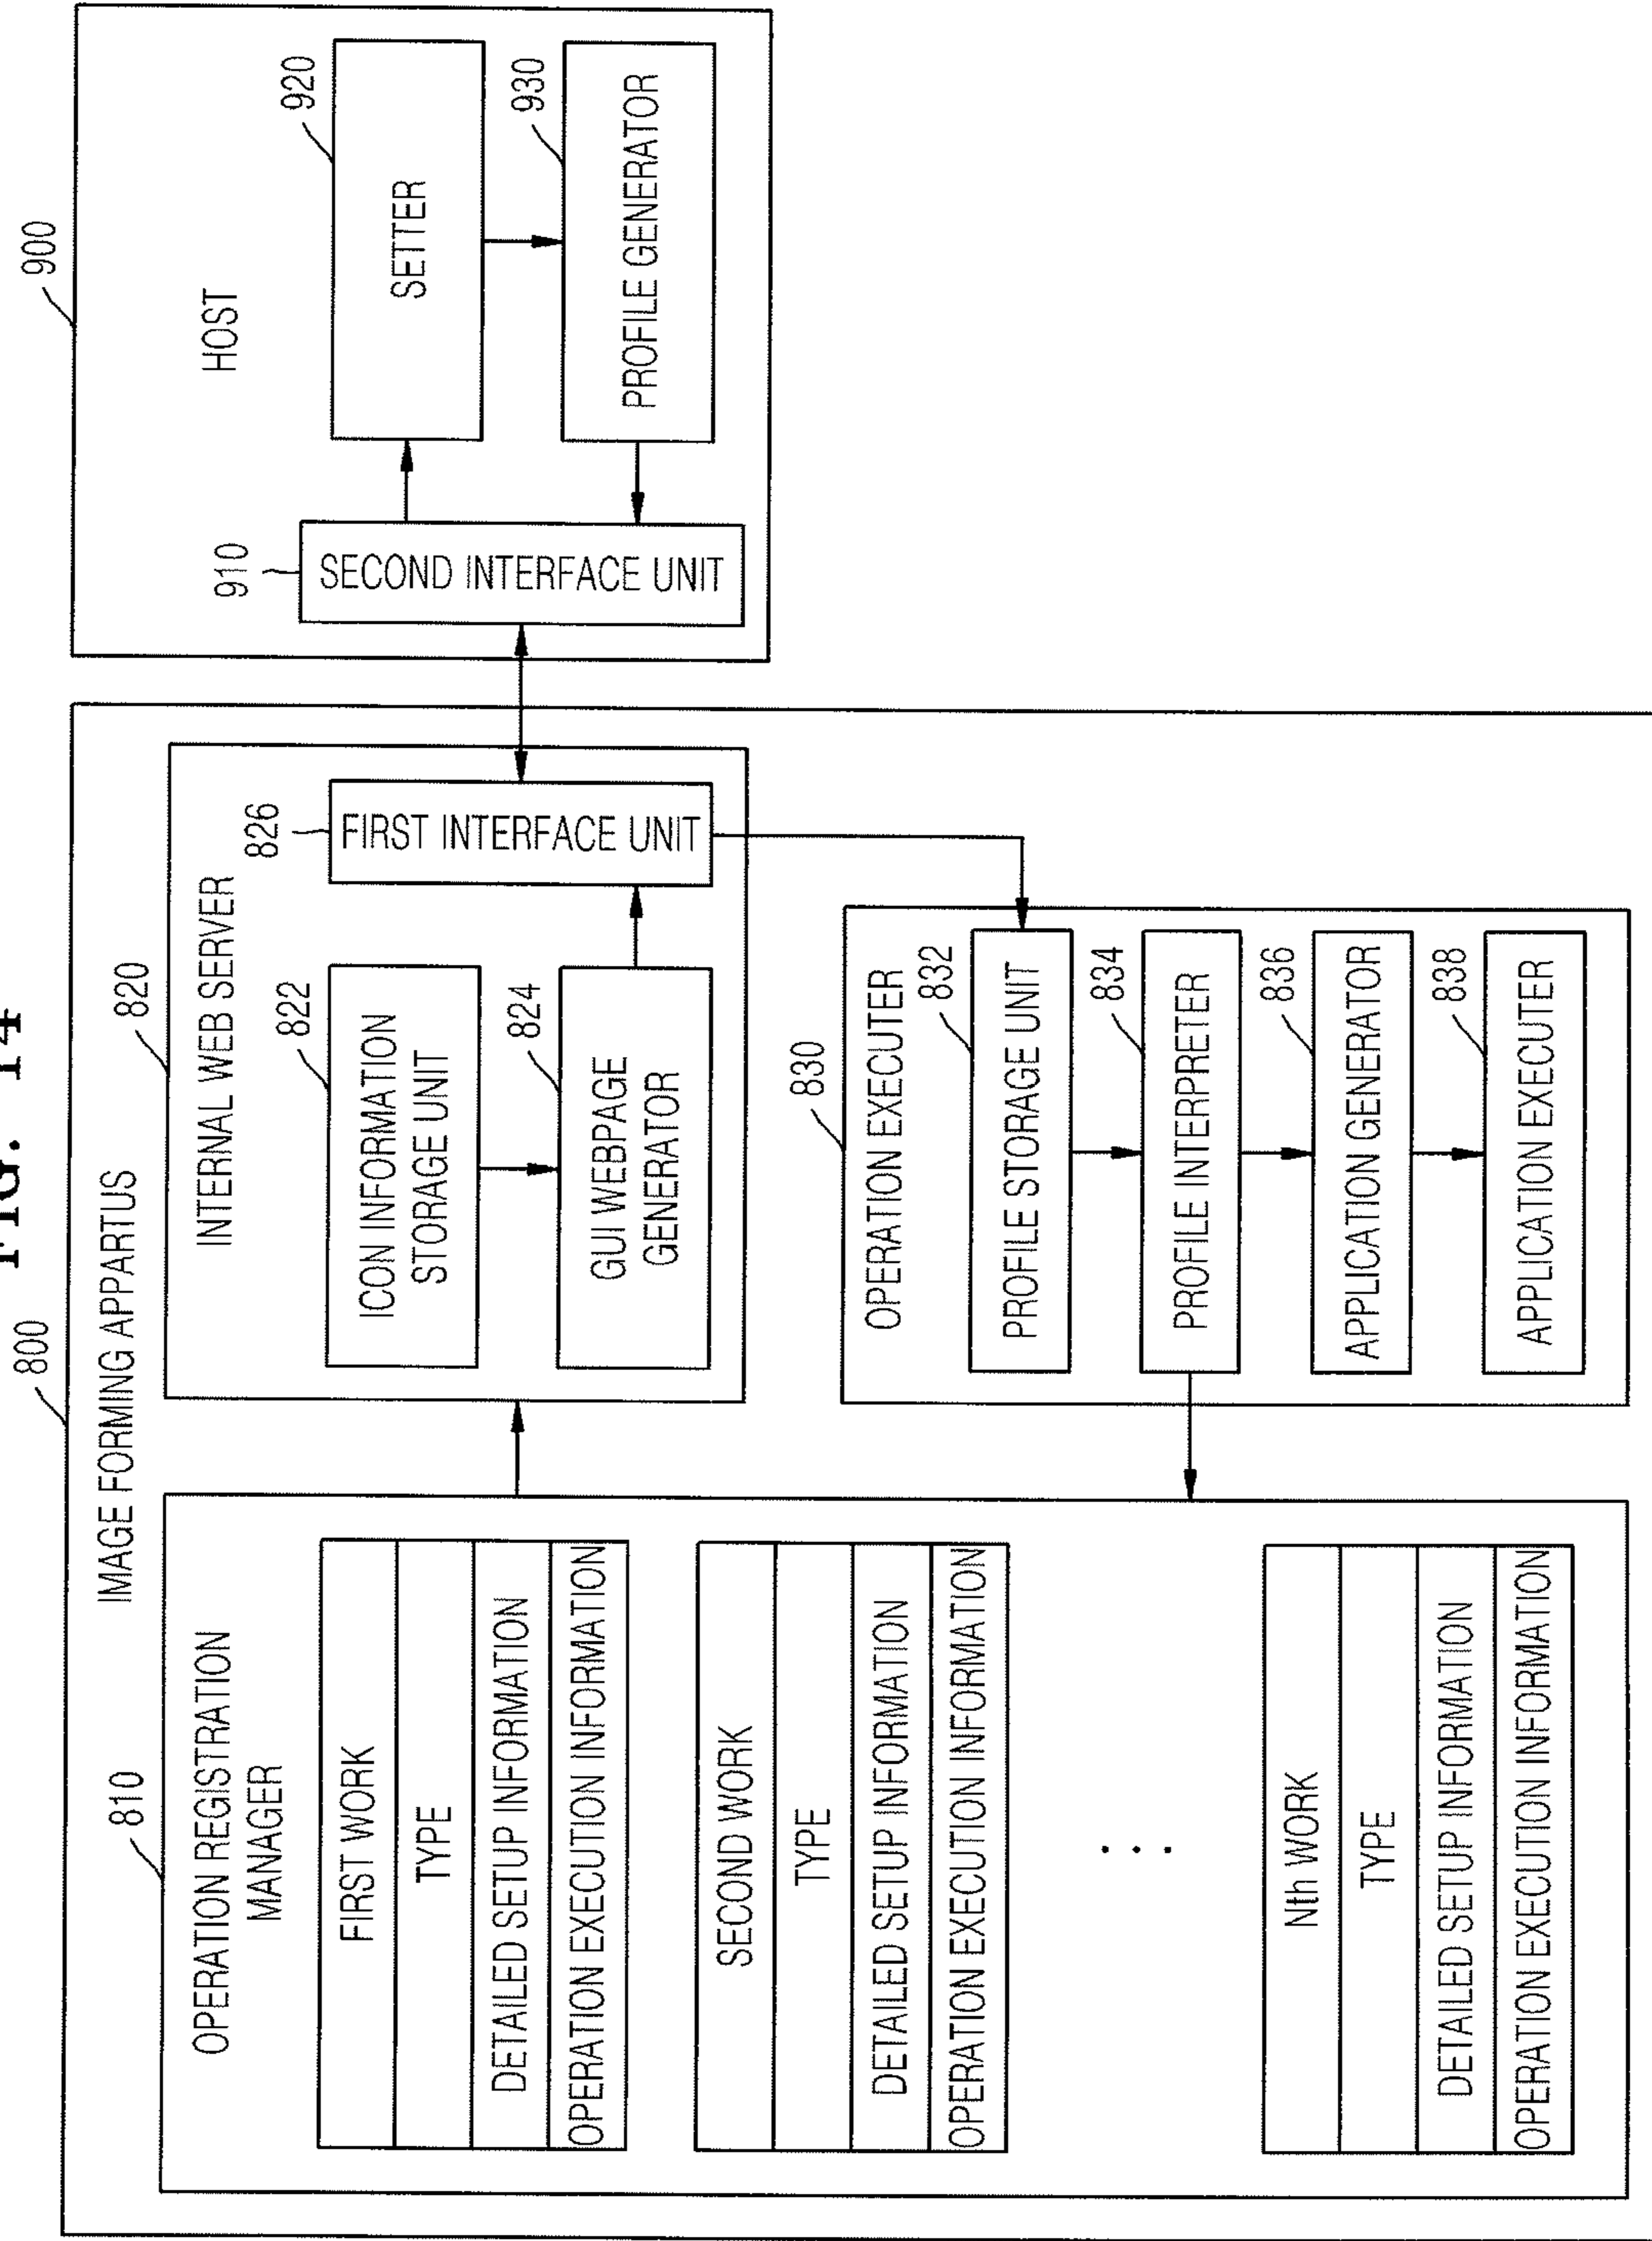 FIG. 14
800
IMAGE FORMING APPARTUS
810
OPERATION REGISTRATION
MANAGER
FIRST WORK
TYPE
DETAILED SETUP INFORMATION
OPERATION EXECUTION INFORMATION
SECOND WORK
TYPE
DETAILED SETUP INFORMATION
OPERATION EXECUTION INFORMATION
. . .
Nth WORK
TYPE
DETAILED SETUP INFORMATION
OPERATION EXECUTION INFORMATION
820
INTERNAL WEB SERVER
822
ICON INFORMATION
STORAGE UNIT
824
GUI WEBPAGE
GENERATOR
826
FIRST INTERFACE UNIT
830
OPERATION EXECUTER
832
PROFILE STORAGE UNIT
834
PROFILE INTERPRETER
836
APPLICATION GENERATOR
838
APPLICATION EXECUTER
900
HOST
910
SECOND INTERFACE UNIT
920
SETTER
930
PROFILE GENERATOR